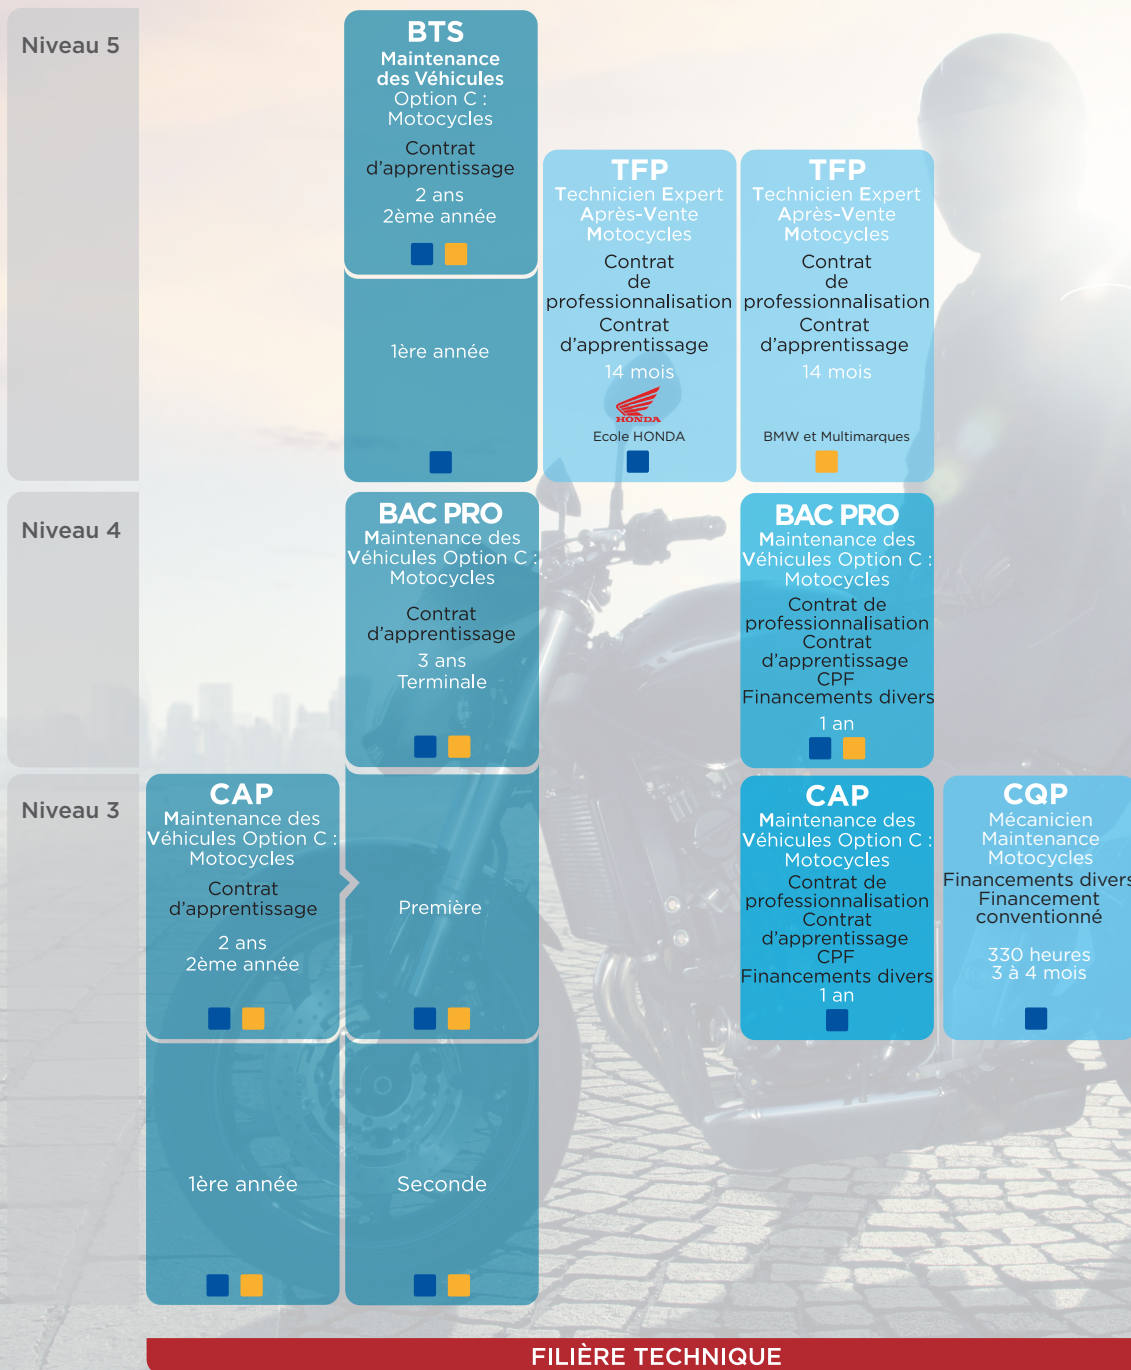 Niveau 5
BTS
Maintenance
des Véhicules
Option C :
Motocycles
Contrat
d'apprentissage
2 ans
2ème année
1ère année
TFP
Technicien Expert
Après-Vente
Motocycles
Contrat
de
professionnalisation
Contrat
d'apprentissage
14 mois
HONDA
Ecole HONDA
TFP
Technicien Expert
Après-Vente
Motocycles
Contrat
de
professionnalisation
Contrat
d'apprentissage
14 mois
BMW et Multimarques
Niveau 4
BAC PRO
Maintenance des
Véhicules Option C :
Motocycles
Contrat
d'apprentissage
3 ans
Terminale
BAC PRO
Maintenance des
Véhicules Option C :
Motocycles
Contrat de
professionnalisation
Contrat
d'apprentissage
CPF
Financements divers
1 an
Niveau 3
CAP
Maintenance des
Véhicules Option C :
Motocycles
Contrat
d'apprentissage
2 ans
2ème année
1ère année
Première
Seconde
CAP
Maintenance des
Véhicules Option C :
Motocycles
Contrat de
professionnalisation
Contrat
d'apprentissage
CPF
Financements divers
1 an
CQP
Mécanicien
Maintenance
Motocycles
Financements divers
Financement
conventionné
330 heures
3 à 4 mois
FILIÈRE TECHNIQUE